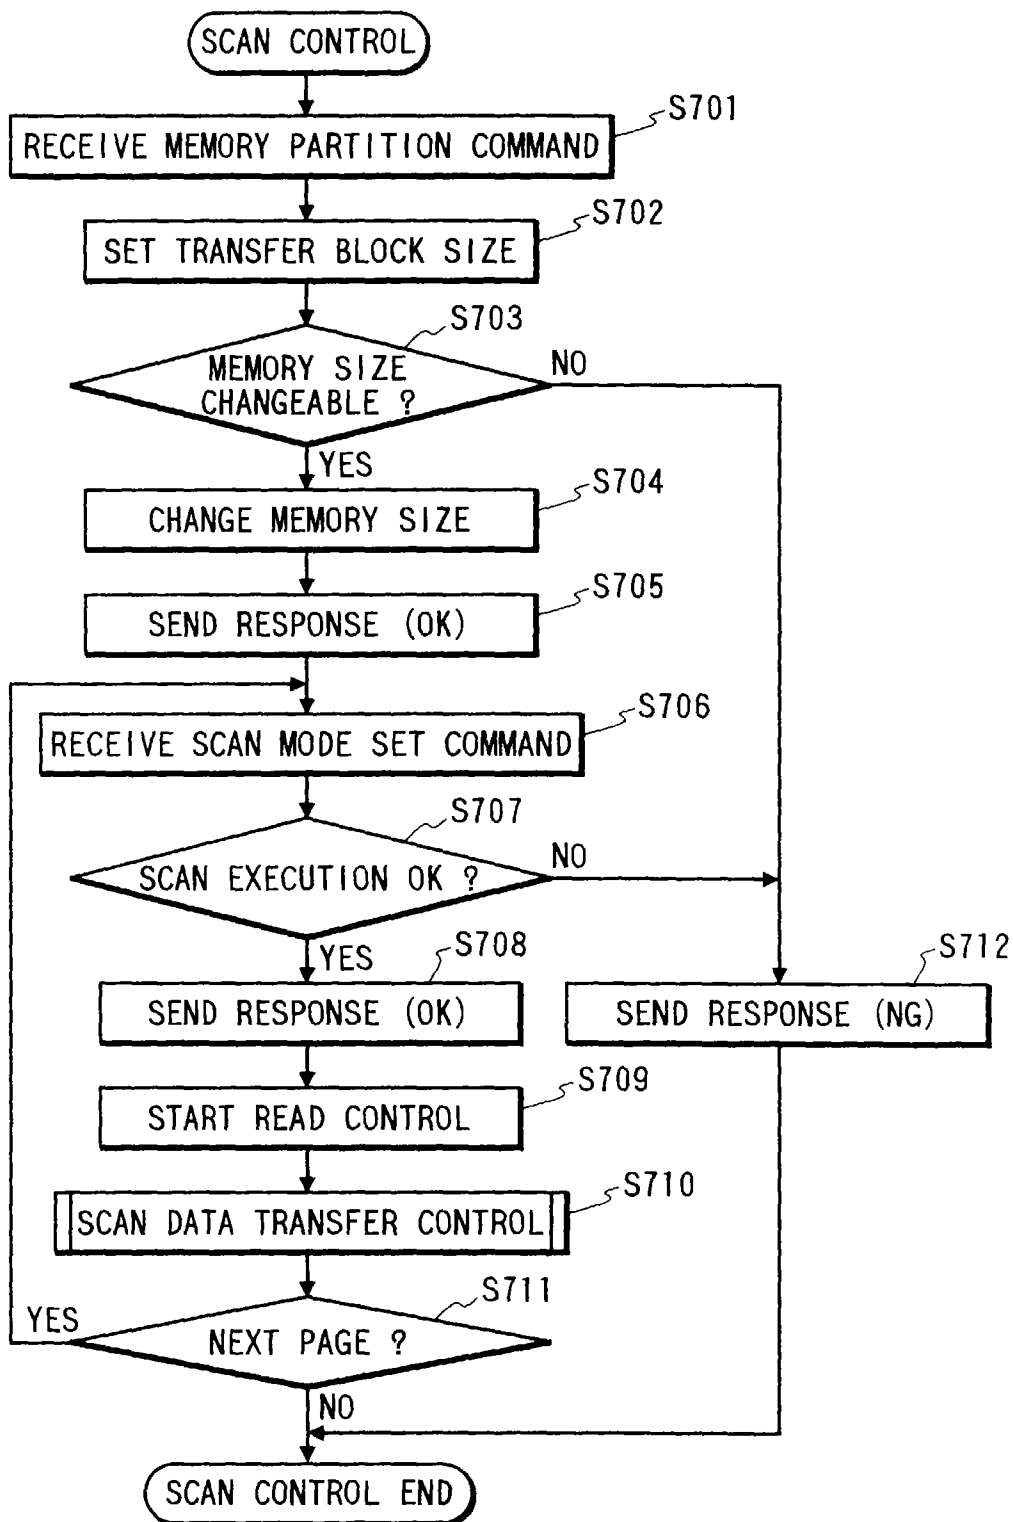 SCAN CONTROL
S701
RECEIVE MEMORY PARTITION COMMAND
S702
SET TRANSFER BLOCK SIZE
S703
MEMORY SIZE
CHANGEABLE ?
NO
YES
S704
CHANGE MEMORY SIZE
S705
SEND RESPONSE (OK)
S706
RECEIVE SCAN MODE SET COMMAND
S707
SCAN EXECUTION OK ?
NO
YES
S708
SEND RESPONSE (OK)
S712
SEND RESPONSE (NG)
S709
START READ CONTROL
S710
SCAN DATA TRANSFER CONTROL
S711
YES
NEXT PAGE ?
NO
SCAN CONTROL END